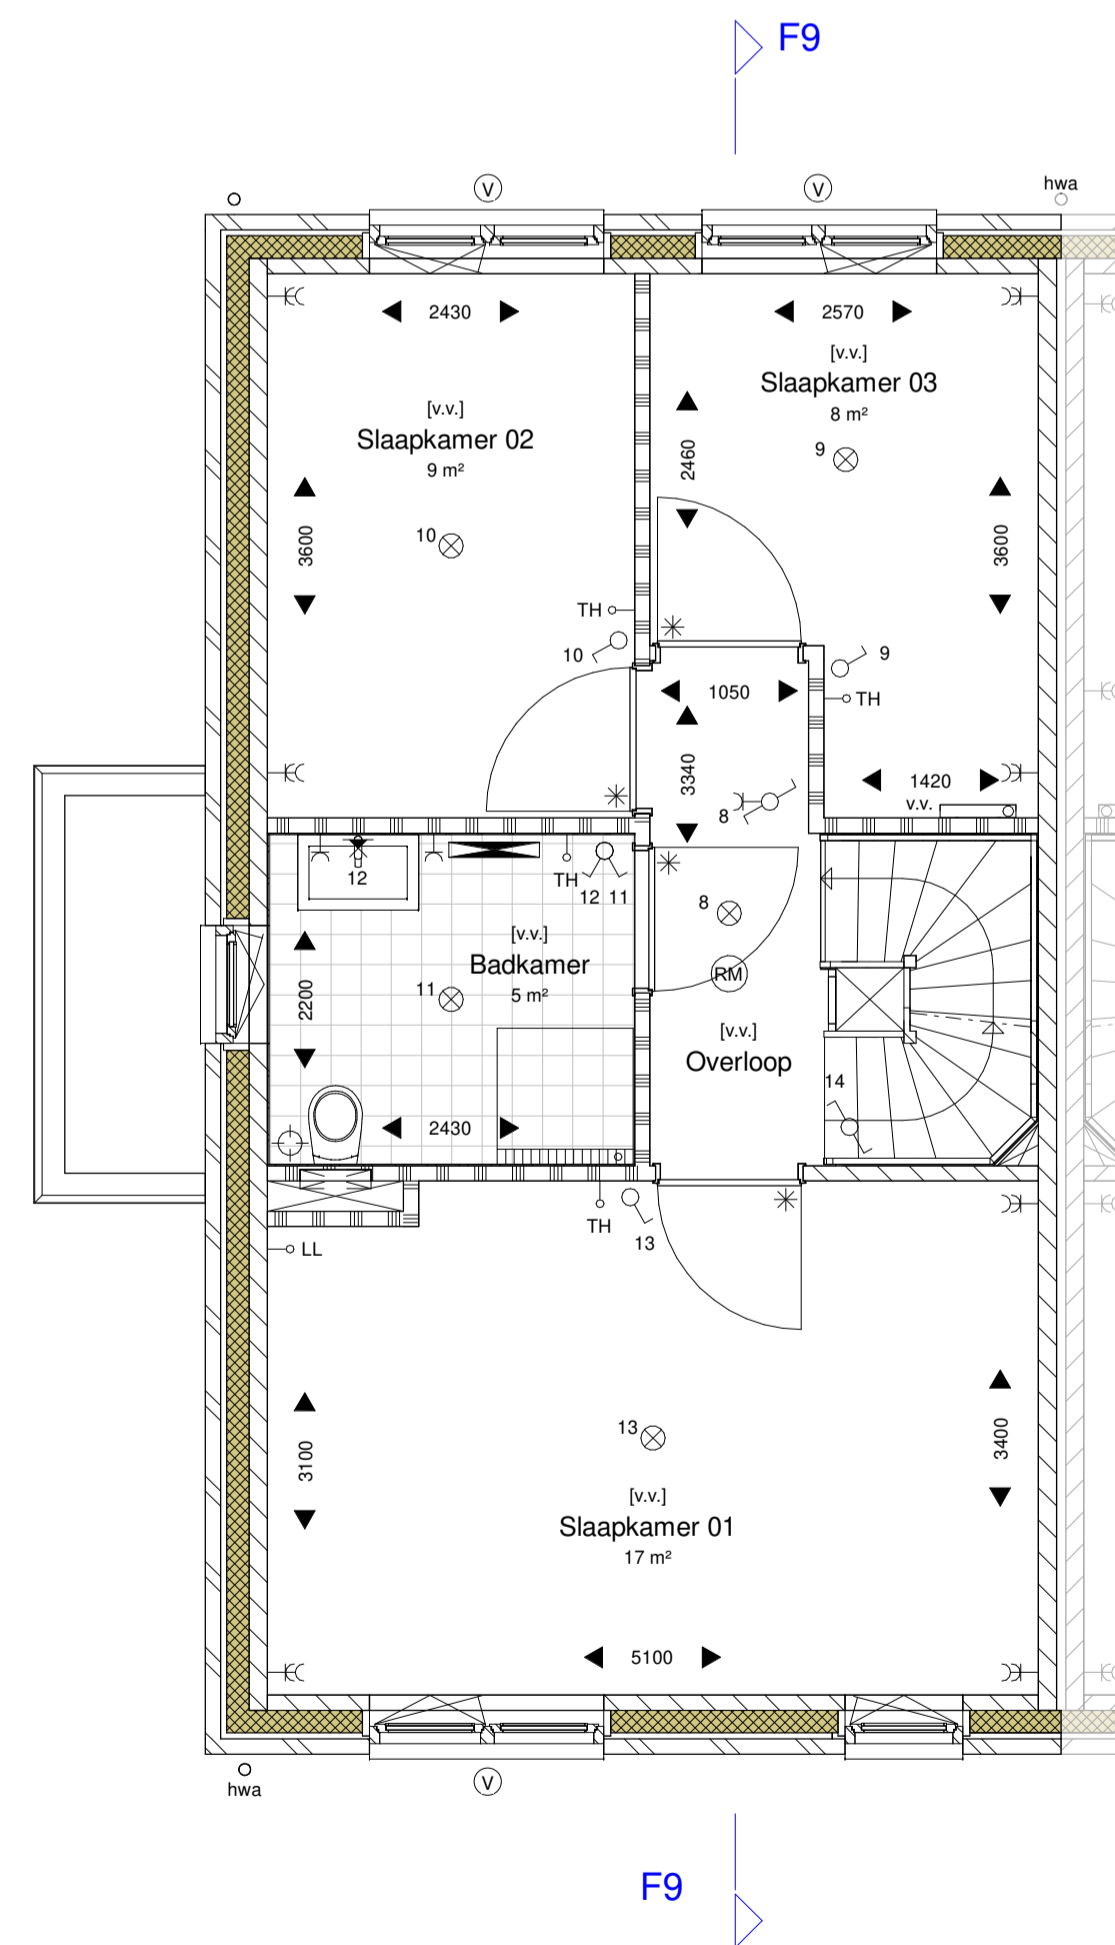 F9
V
V
hwa
2430
2570
[v.v.]
Slaapkamer 03
8 m²
[v.v.]
Slaapkamer 02
9 m²
2460
9
3600
10
3600
TH
10
9
1050
TH
3340
1420
v.v.
8
12
TH
12 11
8
[v.v.]
Badkamer
5 m²
11
2200
RM
[v.v.]
Overloop
14
2430
TH
13
LL
3100
13
3400
[v.v.]
Slaapkamer 01
17 m²
5100
V
hwa
F9